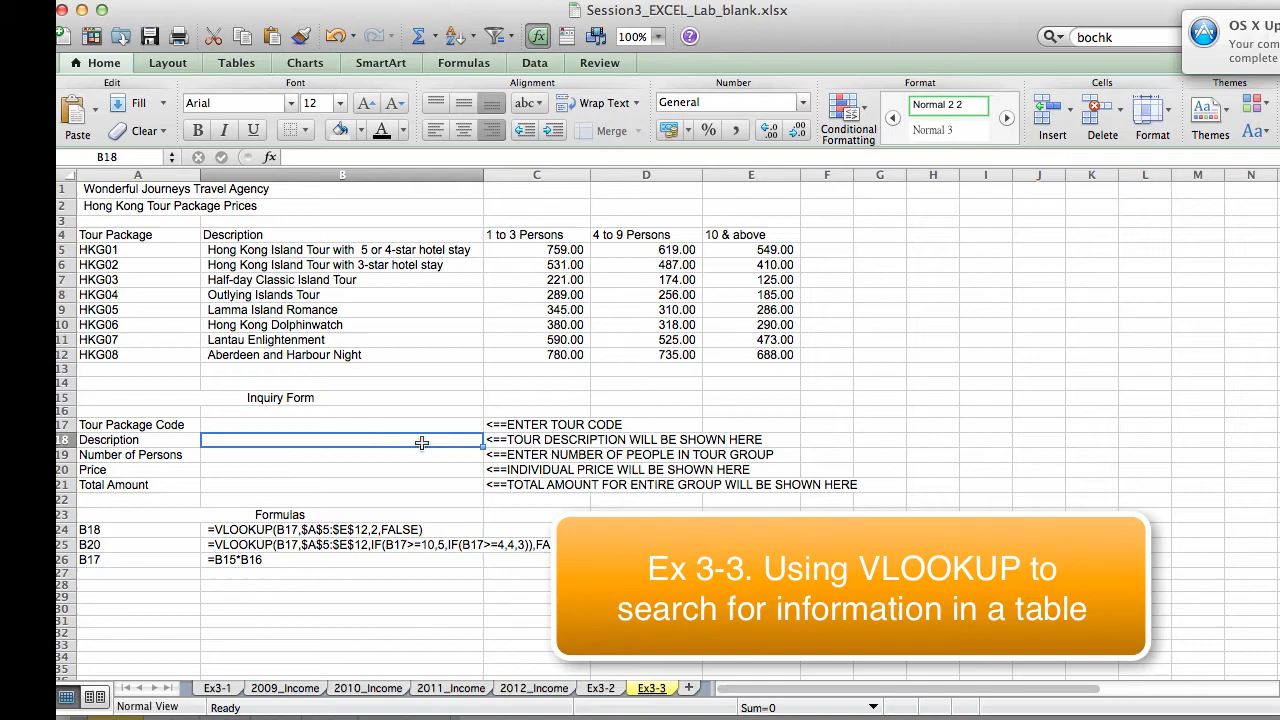 Session3_EXCEL_Lab_blank.xlsx
100%
bochk
OS X Up
Your com
complete
Home Layout Tables Charts SmartArt Formulas Data Review
Edit Font Alignment Number Format Cells Themes
Fill Arial 12 abc Wrap Text General Normal 2 2
Paste Clear B I U Merge % Conditional Formatting Normal 3 Insert Delete Format Themes Aa
B18 fx
A B C D E F G H I J K L M N
1 Wonderful Journeys Travel Agency
2 Hong Kong Tour Package Prices
3
4 Tour Package Description 1 to 3 Persons 4 to 9 Persons 10 & above
5 HKG01 Hong Kong Island Tour with 5 or 4-star hotel stay 759.00 619.00 549.00
6 HKG02 Hong Kong Island Tour with 3-star hotel stay 531.00 487.00 410.00
7 HKG03 Half-day Classic Island Tour 221.00 174.00 125.00
8 HKG04 Outlying Islands Tour 289.00 256.00 185.00
9 HKG05 Lamma Island Romance 345.00 310.00 286.00
10 HKG06 Hong Kong Dolphinwatch 380.00 318.00 290.00
11 HKG07 Lantau Enlightenment 590.00 525.00 473.00
12 HKG08 Aberdeen and Harbour Night 780.00 735.00 688.00
13
14
15 Inquiry Form
16
17 Tour Package Code <==ENTER TOUR CODE
18 Description <==TOUR DESCRIPTION WILL BE SHOWN HERE
19 Number of Persons <==ENTER NUMBER OF PEOPLE IN TOUR GROUP
20 Price <==INDIVIDUAL PRICE WILL BE SHOWN HERE
21 Total Amount <==TOTAL AMOUNT FOR ENTIRE GROUP WILL BE SHOWN HERE
22
23 Formulas
24 B18 =VLOOKUP(B17,$A$5:$E$12,2,FALSE)
25 B20 =VLOOKUP(B17,$A$5:$E$12,IF(B17>=10,5,IF(B17>=4,4,3)),FA
26 B17 =B15*B16
27
28
29
30
31
32
33
34
35
Ex 3-3. Using VLOOKUP to
search for information in a table
Ex3-1 2009_Income 2010_Income 2011_Income 2012_Income Ex3-2 Ex3-3 +
Normal View Ready Sum=0